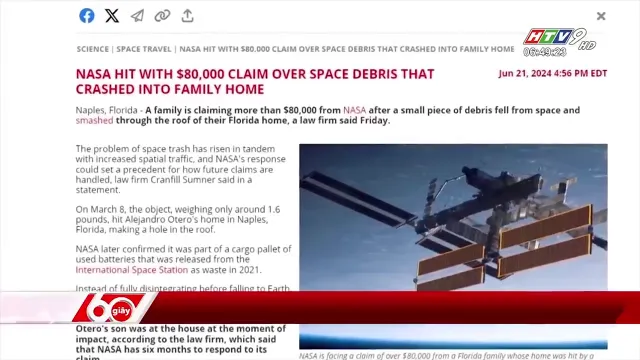 HTV9 HD
06:49:23
SCIENCE | SPACE TRAVEL | NASA HIT WITH $80,000 CLAIM OVER SPACE DEBRIS THAT CRASHED INTO FAMILY HOME
NASA HIT WITH $80,000 CLAIM OVER SPACE DEBRIS THAT
CRASHED INTO FAMILY HOME
Jun 21, 2024 4:56 PM EDT
Naples, Florida - A family is claiming more than $80,000 from NASA after a small piece of debris fell from space and
smashed through the roof of their Florida home, a law firm said Friday.
The problem of space trash has risen in tandem
with increased spatial traffic, and NASA's response
could set a precedent for how future claims are
handled, law firm Cranfill Sumner said in a
statement.
On March 8, the object, weighing only around 1.6
pounds, hit Alejandro Otero's home in Naples,
Florida, making a hole in the roof.
NASA later confirmed it was part of a cargo pallet of
used batteries that was released from the
International Space Station as waste in 2021.
Instead of fully disintegrating before falling to Earth,
60 giây
Otero's son was at the house at the moment of
impact, according to the law firm, which said
that NASA has six months to respond to its
claim.
NASA is facing a claim of over $80,000 from a Florida family whose home was hit by a